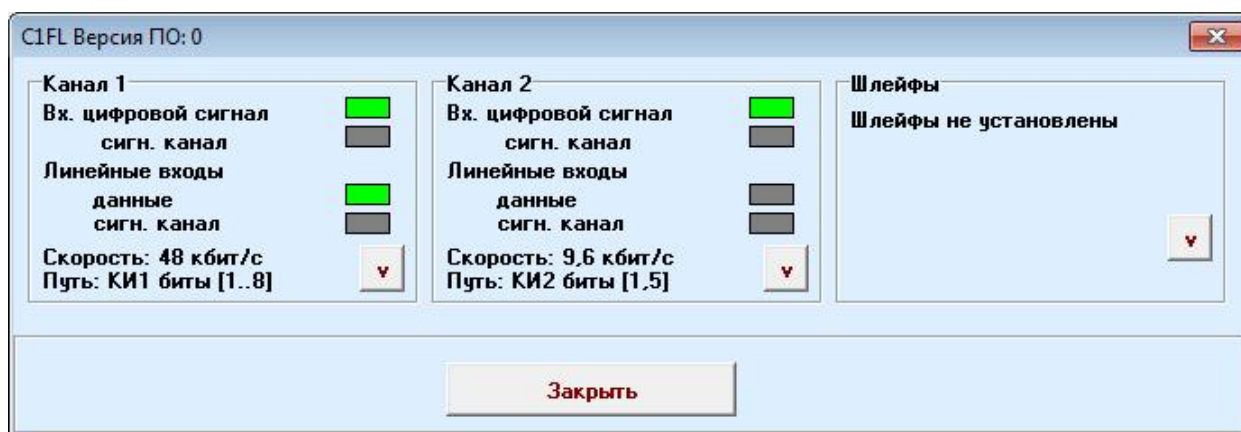 C1FL Версия ПО: 0
Канал 1
Вх. цифровой сигнал
сигн. канал
Линейные входы
данные
сигн. канал
Скорость: 48 кбит/с
Путь: КИ1 биты [1..8]
v
Канал 2
Вх. цифровой сигнал
сигн. канал
Линейные входы
данные
сигн. канал
Скорость: 9,6 кбит/с
Путь: КИ2 биты [1,5]
v
Шлейфы
Шлейфы не установлены
v
Закрыть